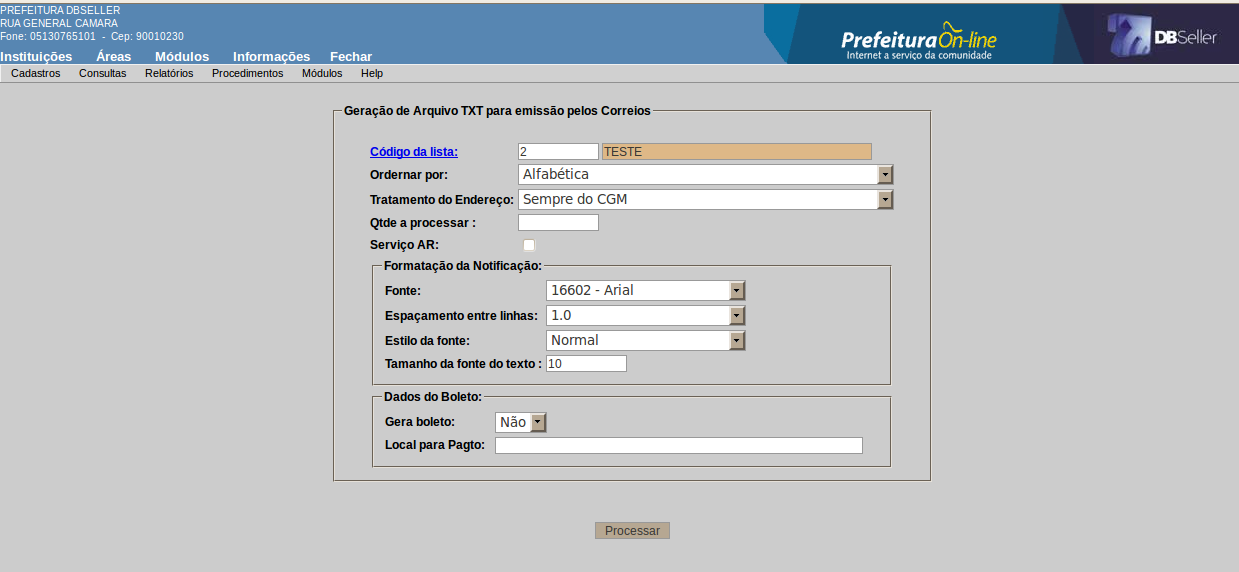 PREFEITURA DBSELLER
RUA GENERAL CAMARA
Fone: 05130765101 - Cep: 90010230
Instituições Áreas Módulos Informações Fechar
PrefeituraOn-line
Internet a serviço da comunidade
DBSeller
Cadastros Consultas Relatórios Procedimentos Módulos Help
Geração de Arquivo TXT para emissão pelos Correios
Código da lista: 2 TESTE
Ordernar por: Alfabética
Tratamento do Endereço: Sempre do CGM
Qtde a processar :
Serviço AR:
Formatação da Notificação:
Fonte: 16602 - Arial
Espaçamento entre linhas: 1.0
Estilo da fonte: Normal
Tamanho da fonte do texto : 10
Dados do Boleto:
Gera boleto: Não
Local para Pagto:
Processar